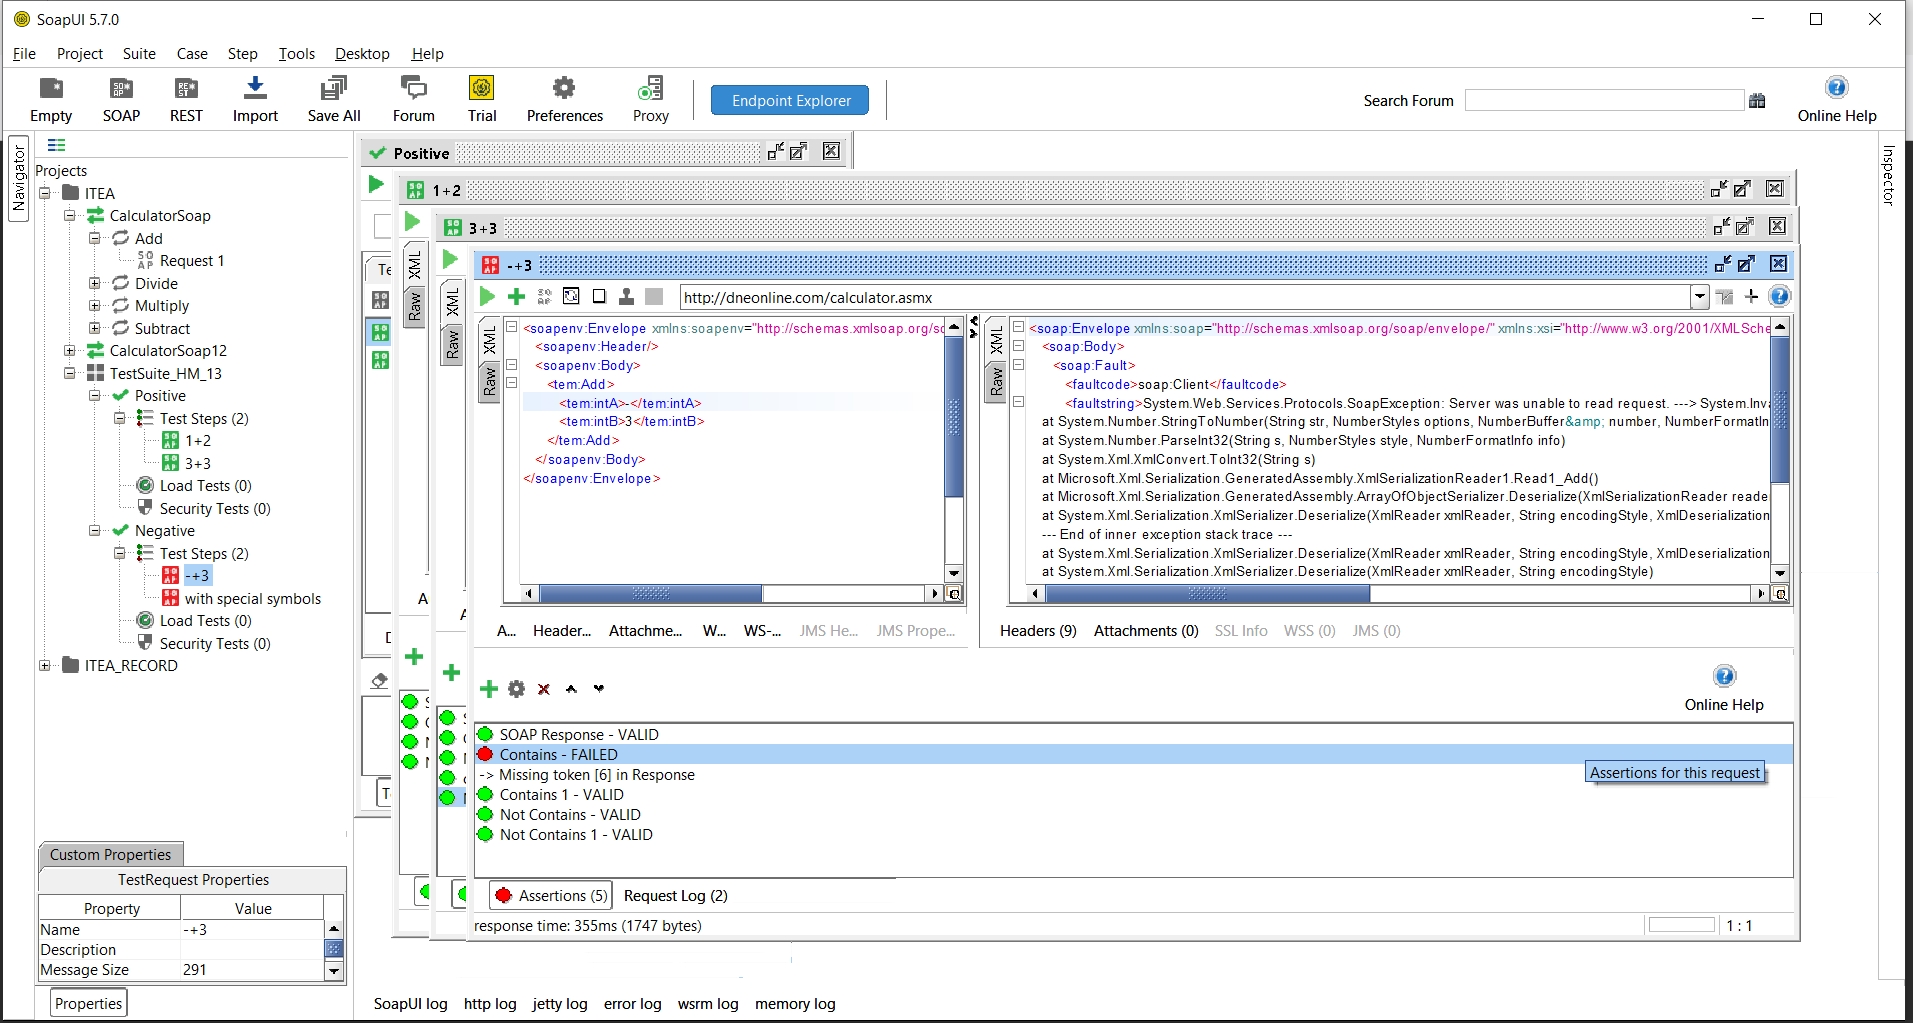 SoapUI 5.7.0
File Project Suite Case Step Tools Desktop Help
Empty SOAP REST Import Save All Forum Trial Preferences Proxy
Endpoint Explorer
Search Forum
Online Help
Navigator
Inspector
Projects
ITEA
CalculatorSoap
Add
Request 1
Divide
Multiply
Subtract
CalculatorSoap12
TestSuite_HM_13
Positive
Test Steps (2)
1+2
3+3
Load Tests (0)
Security Tests (0)
Negative
Test Steps (2)
-+3
with special symbols
Load Tests (0)
Security Tests (0)
ITEA_RECORD
Custom Properties
TestRequest Properties
Property Value
Name -+3
Description
Message Size 291
Properties
Positive
1+2
XML
Raw
3+3
XML
Raw
-+3
http://dneonline.com/calculator.asmx
XML
Raw
<soapenv:Envelope xmlns:soapenv="http://schemas.xmlsoap.org/so
<soapenv:Header/>
<soapenv:Body>
<tem:Add>
<tem:intA>-</tem:intA>
<tem:intB>3</tem:intB>
</tem:Add>
</soapenv:Body>
</soapenv:Envelope>
A... Header... Attachme... W... WS-... JMS He... JMS Prope...
XML
Raw
<soap:Envelope xmlns:soap="http://schemas.xmlsoap.org/soap/envelope/" xmlns:xsi="http://www.w3.org/2001/XMLSche
<soap:Body>
<soap:Fault>
<faultcode>soap:Client</faultcode>
<faultstring>System.Web.Services.Protocols.SoapException: Server was unable to read request. ---> System.Inva
at System.Number.StringToNumber(String str, NumberStyles options, NumberBuffer&amp; number, NumberFormatIn
at System.Number.ParseInt32(String s, NumberStyles style, NumberFormatInfo info)
at System.Xml.XmlConvert.ToInt32(String s)
at Microsoft.Xml.Serialization.GeneratedAssembly.XmlSerializationReader1.Read1_Add()
at Microsoft.Xml.Serialization.GeneratedAssembly.ArrayOfObjectSerializer.Deserialize(XmlSerializationReader reade
at System.Xml.Serialization.XmlSerializer.Deserialize(XmlReader xmlReader, String encodingStyle, XmlDeserialization
--- End of inner exception stack trace ---
at System.Xml.Serialization.XmlSerializer.Deserialize(XmlReader xmlReader, String encodingStyle, XmlDeserialization
at System.Xml.Serialization.XmlSerializer.Deserialize(XmlReader xmlReader, String encodingStyle)
Headers (9) Attachments (0) SSL Info WSS (0) JMS (0)
Online Help
SOAP Response - VALID
Contains - FAILED
-> Missing token [6] in Response
Contains 1 - VALID
Not Contains - VALID
Not Contains 1 - VALID
Assertions for this request
Assertions (5) Request Log (2)
response time: 355ms (1747 bytes)
1 : 1
SoapUI log http log jetty log error log wsrm log memory log